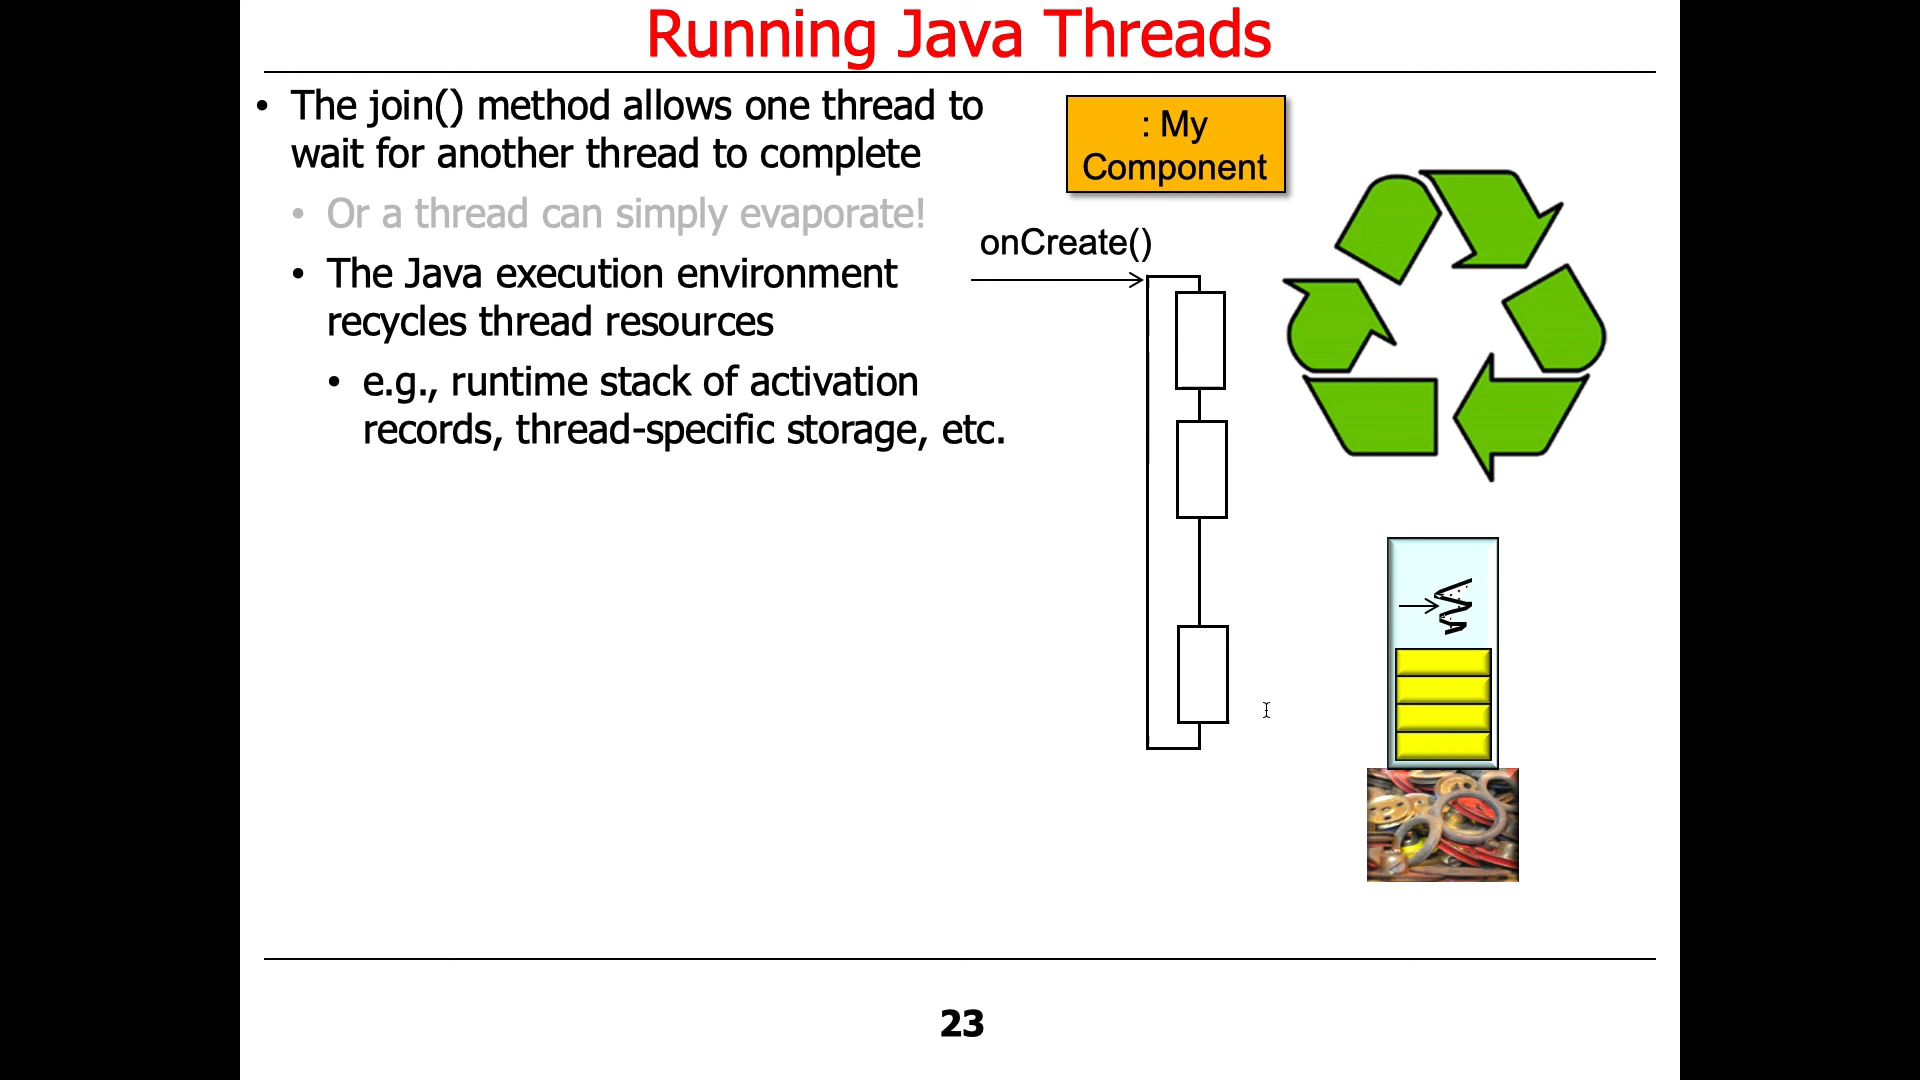 Running Java Threads
• The join() method allows one thread to
wait for another thread to complete
• Or a thread can simply evaporate!
• The Java execution environment
recycles thread resources
• e.g., runtime stack of activation
records, thread-specific storage, etc.
: My
Component
onCreate()
23